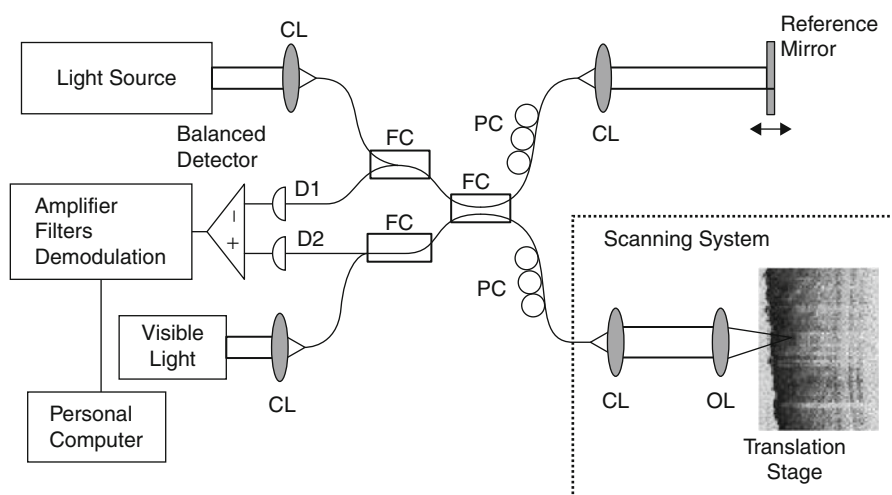 CL
Light Source
Reference
Mirror
PC
CL
Balanced
Detector
FC
FC
D1
Amplifier
Filters
Demodulation
−
+
D2
FC
Scanning System
PC
Visible
Light
CL
CL
OL
Personal
Computer
Translation
Stage